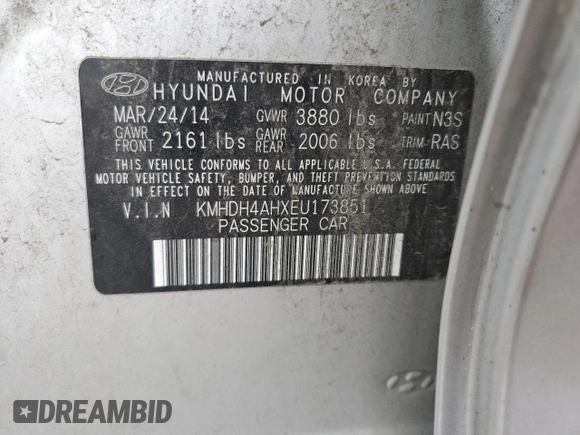 MANUFACTURED IN KOREA BY
HYUNDAI MOTOR COMPANY
MAR/24/14 GVWR 3880 lbs PAINT N3S
GAWR FRONT 2161 lbs GAWR REAR 2006 lbs TRIM- RAS
THIS VEHICLE CONFORMS TO ALL APPLICABLE U.S.A. FEDERAL
MOTOR VEHICLE SAFETY, BUMPER, AND THEFT PREVENTION STANDARDS
IN EFFECT ON THE DATE OF MANUFACTURE SHOWN ABOVE.
V.I.N KMHDH4AHXEU173851
PASSENGER CAR
DREAMBID